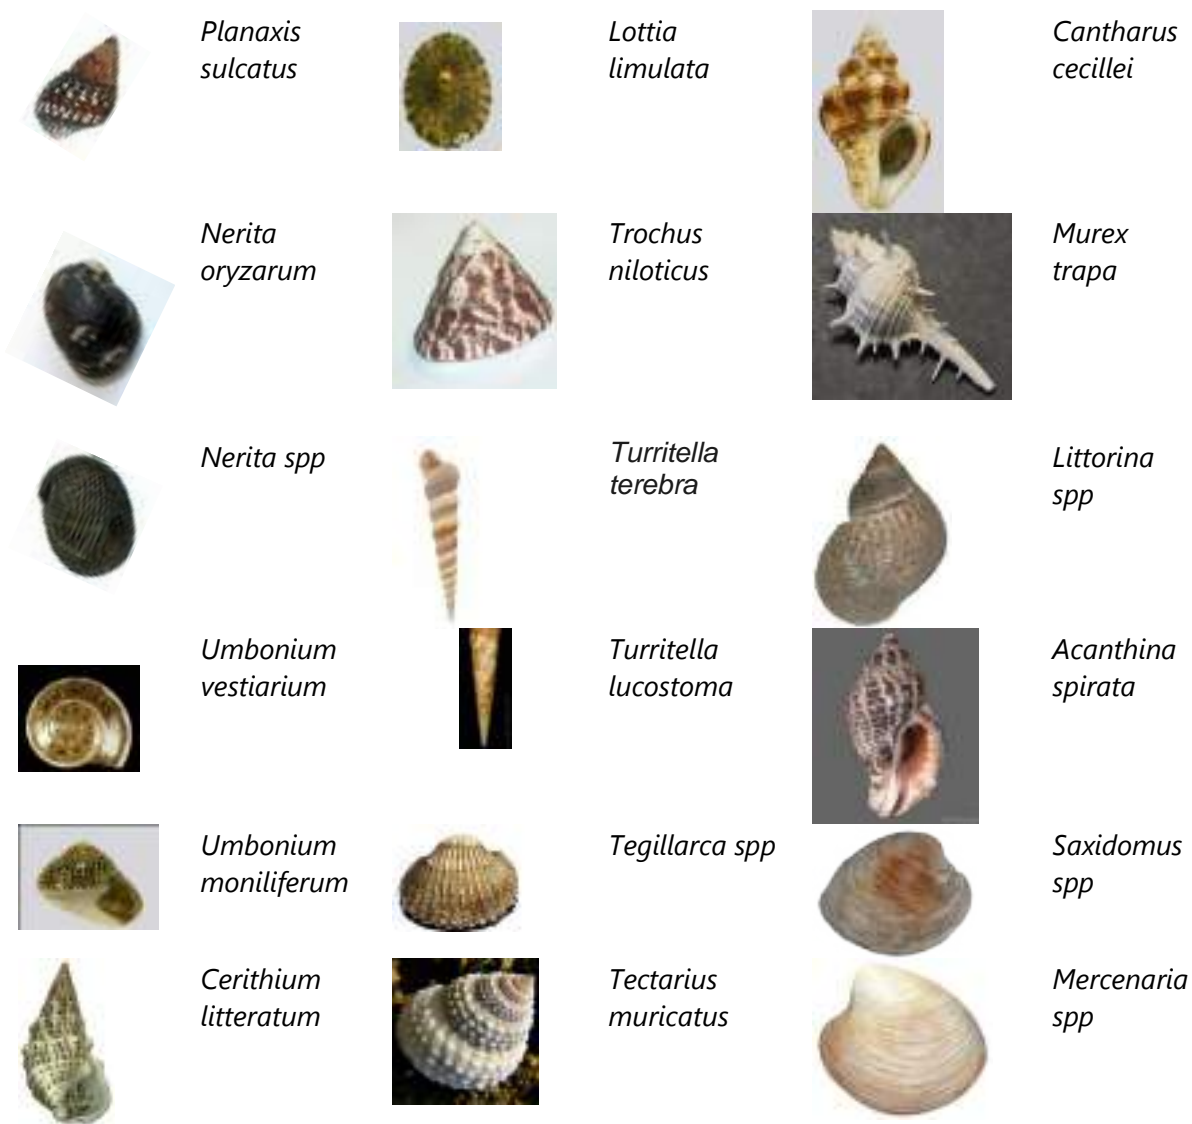 Planaxis
sulcatus
Lottia
limulata
Cantharus
cecillei
Nerita
oryzarum
Trochus
niloticus
Murex
trapa
Nerita spp
Turritella
terebra
Littorina
spp
Umbonium
vestiarium
Turritella
lucostoma
Acanthina
spirata
Umbonium
moniliferum
Tegillarca spp
Saxidomus
spp
Cerithium
litteratum
Tectarius
muricatus
Mercenaria
spp